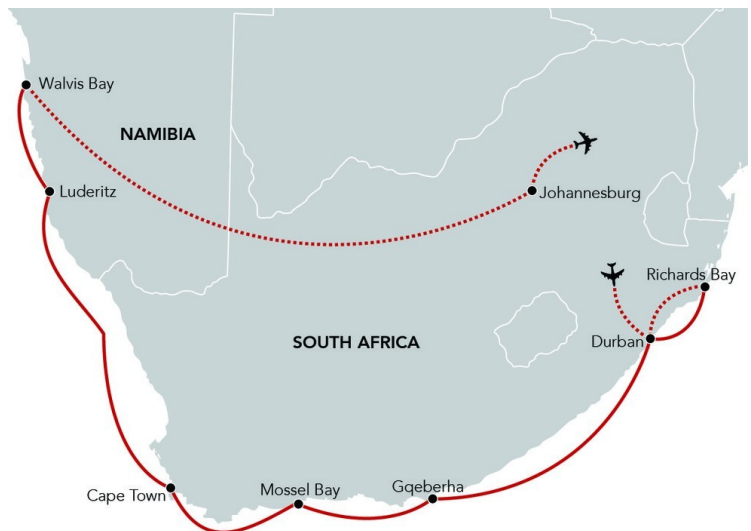 Walvis Bay
NAMIBIA
Luderitz
Johannesburg
Richards Bay
SOUTH AFRICA
Durban
Cape Town
Mossel Bay
Gqeberha